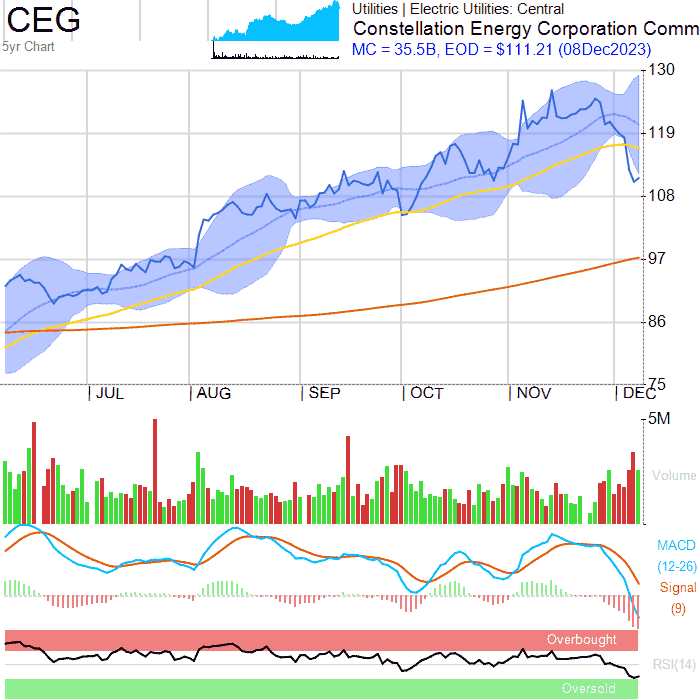 CEG
5yr Chart
Utilities | Electric Utilities: Central
Constellation Energy Corporation Comm
MC = 35.5B, EOD = $111.21 (08Dec2023)
130
119
108
97
86
75
JUL
AUG
SEP
OCT
NOV
DEC
5M
Volume
MACD
(12-26)
Signal
(9)
Overbought
RSI(14)
Oversold